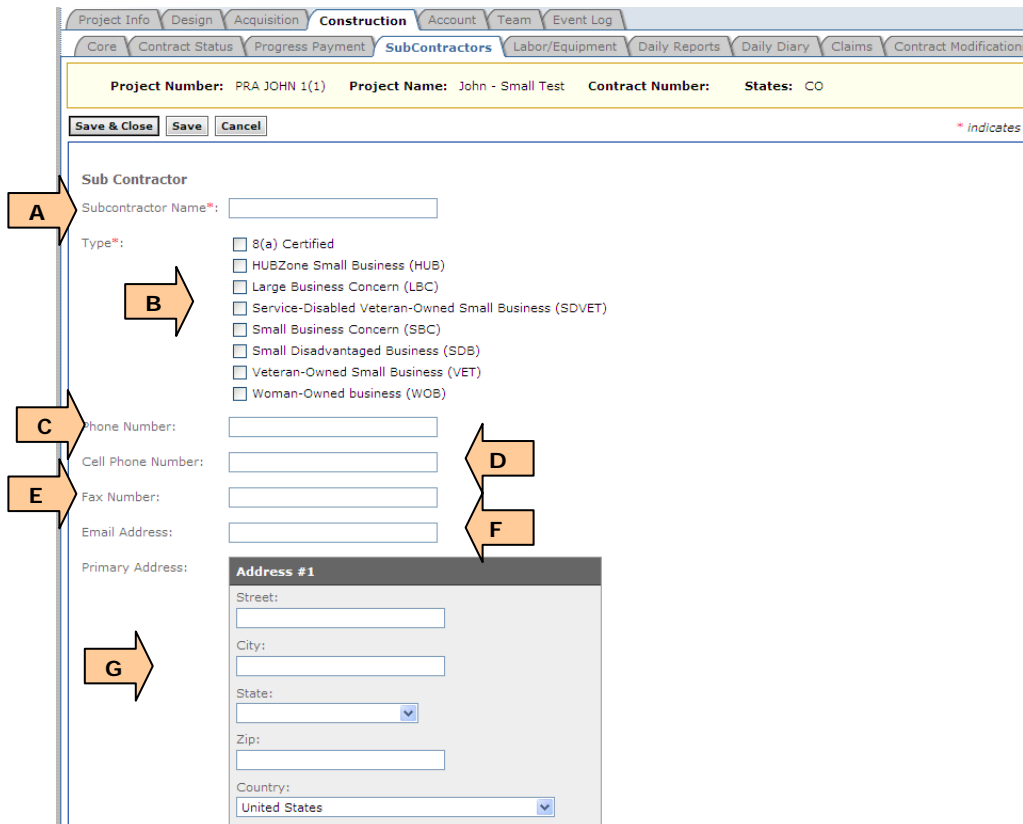 Project Info Design Acquisition Construction Account Team Event Log
Core Contract Status Progress Payment SubContractors Labor/Equipment Daily Reports Daily Diary Claims Contract Modification
Project Number: PRA JOHN 1(1) Project Name: John - Small Test Contract Number: States: CO
Save & Close Save Cancel * indicates
Sub Contractor
A Subcontractor Name*:
Type*: 8(a) Certified
HUBZone Small Business (HUB)
Large Business Concern (LBC)
B Service-Disabled Veteran-Owned Small Business (SDVET)
Small Business Concern (SBC)
Small Disadvantaged Business (SDB)
Veteran-Owned Small Business (VET)
Woman-Owned business (WOB)
C Phone Number:
Cell Phone Number: D
E Fax Number:
Email Address: F
Primary Address: Address #1
Street:
City:
G
State:
Zip:
Country:
United States